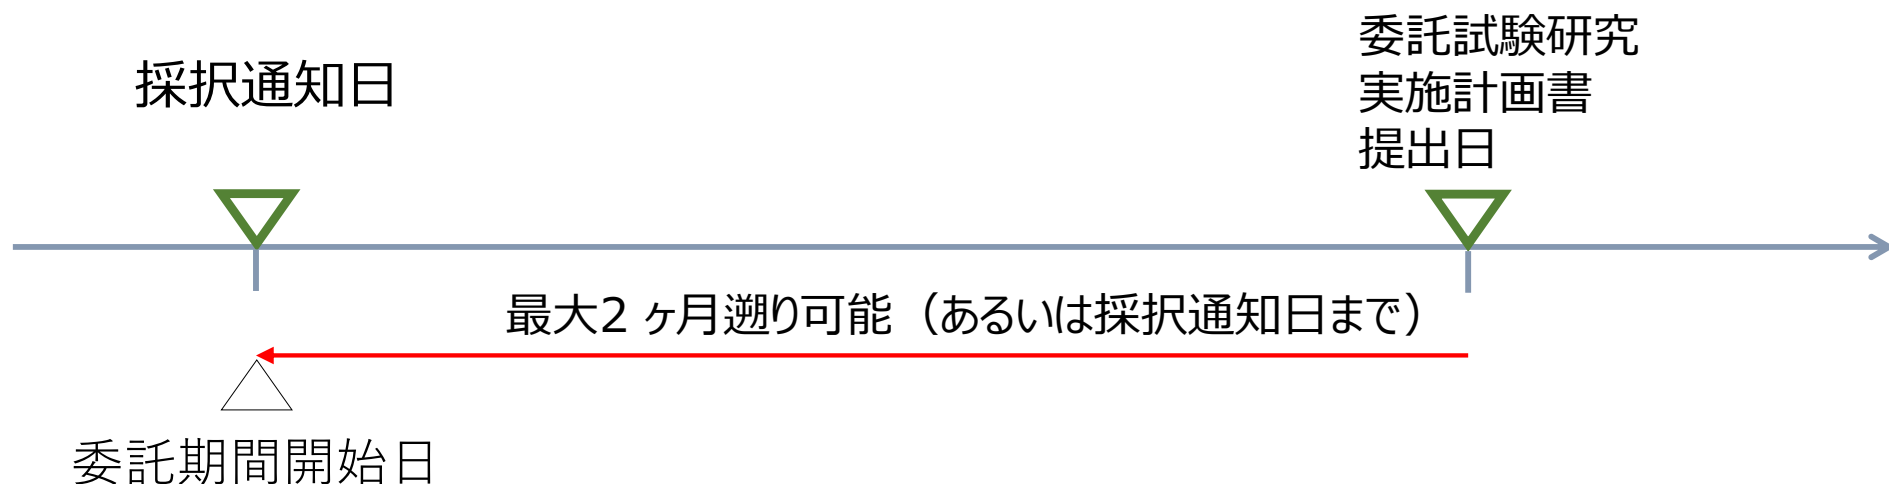 採択通知日
委託試験研究
実施計画書
提出日
最大2 ヶ月遡り可能（あるいは採択通知日まで）
委託期間開始日